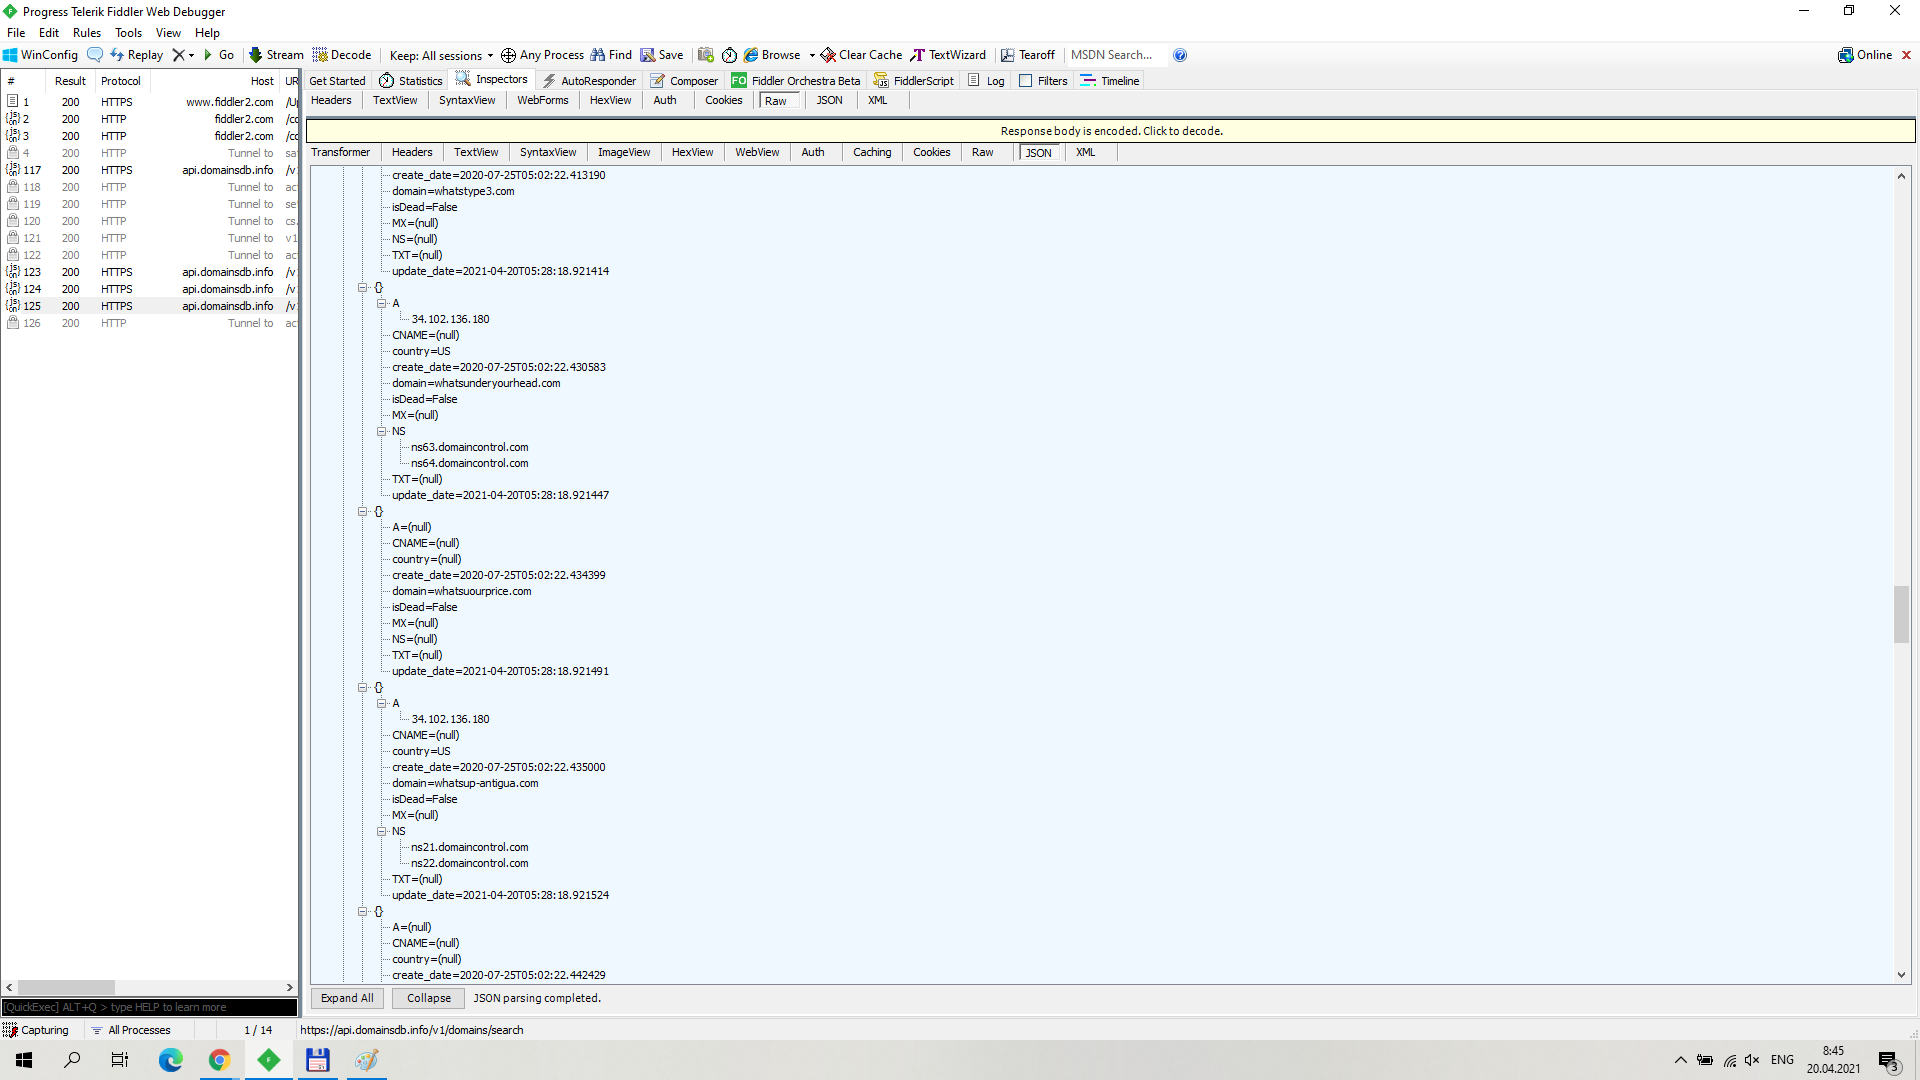 Progress Telerik Fiddler Web Debugger
File Edit Rules Tools View Help
WinConfig Replay Go Stream Decode Keep: All sessions Any Process Find Save Browse Clear Cache TextWizard Tearoff MSDN Search... Online
# Result Protocol Host UR
1 200 HTTPS www.fiddler2.com /Up
2 200 HTTP fiddler2.com /co
3 200 HTTP fiddler2.com /co
4 200 HTTP Tunnel to sa
117 200 HTTPS api.domainsdb.info /v1
118 200 HTTP Tunnel to ac
119 200 HTTP Tunnel to se
120 200 HTTP Tunnel to cs.
121 200 HTTP Tunnel to v1
122 200 HTTP Tunnel to ac
123 200 HTTPS api.domainsdb.info /v
124 200 HTTPS api.domainsdb.info /v
125 200 HTTPS api.domainsdb.info /v
126 200 HTTP Tunnel to ac
Get Started Statistics Inspectors AutoResponder Composer FO Fiddler Orchestra Beta FiddlerScript Log Filters Timeline
Headers TextView SyntaxView WebForms HexView Auth Cookies Raw JSON XML
Response body is encoded. Click to decode.
Transformer Headers TextView SyntaxView ImageView HexView WebView Auth Caching Cookies Raw JSON XML
create_date=2020-07-25T05:02:22.413190
domain=whatstype3.com
isDead=False
MX=(null)
NS=(null)
TXT=(null)
update_date=2021-04-20T05:28:18.921414
{}
A
34.102.136.180
CNAME=(null)
country=US
create_date=2020-07-25T05:02:22.430583
domain=whatsunderyourhead.com
isDead=False
MX=(null)
NS
ns63.domaincontrol.com
ns64.domaincontrol.com
TXT=(null)
update_date=2021-04-20T05:28:18.921447
{}
A=(null)
CNAME=(null)
country=(null)
create_date=2020-07-25T05:02:22.434399
domain=whatsuourprice.com
isDead=False
MX=(null)
NS=(null)
TXT=(null)
update_date=2021-04-20T05:28:18.921491
{}
A
34.102.136.180
CNAME=(null)
country=US
create_date=2020-07-25T05:02:22.435000
domain=whatsup-antigua.com
isDead=False
MX=(null)
NS
ns21.domaincontrol.com
ns22.domaincontrol.com
TXT=(null)
update_date=2021-04-20T05:28:18.921524
{}
A=(null)
CNAME=(null)
country=(null)
create_date=2020-07-25T05:02:22.442429
Expand All Collapse JSON parsing completed.
[QuickExec] ALT+Q > type HELP to learn more
Capturing All Processes 1 / 14 https://api.domainsdb.info/v1/domains/search
ENG 8:45
20.04.2021
3